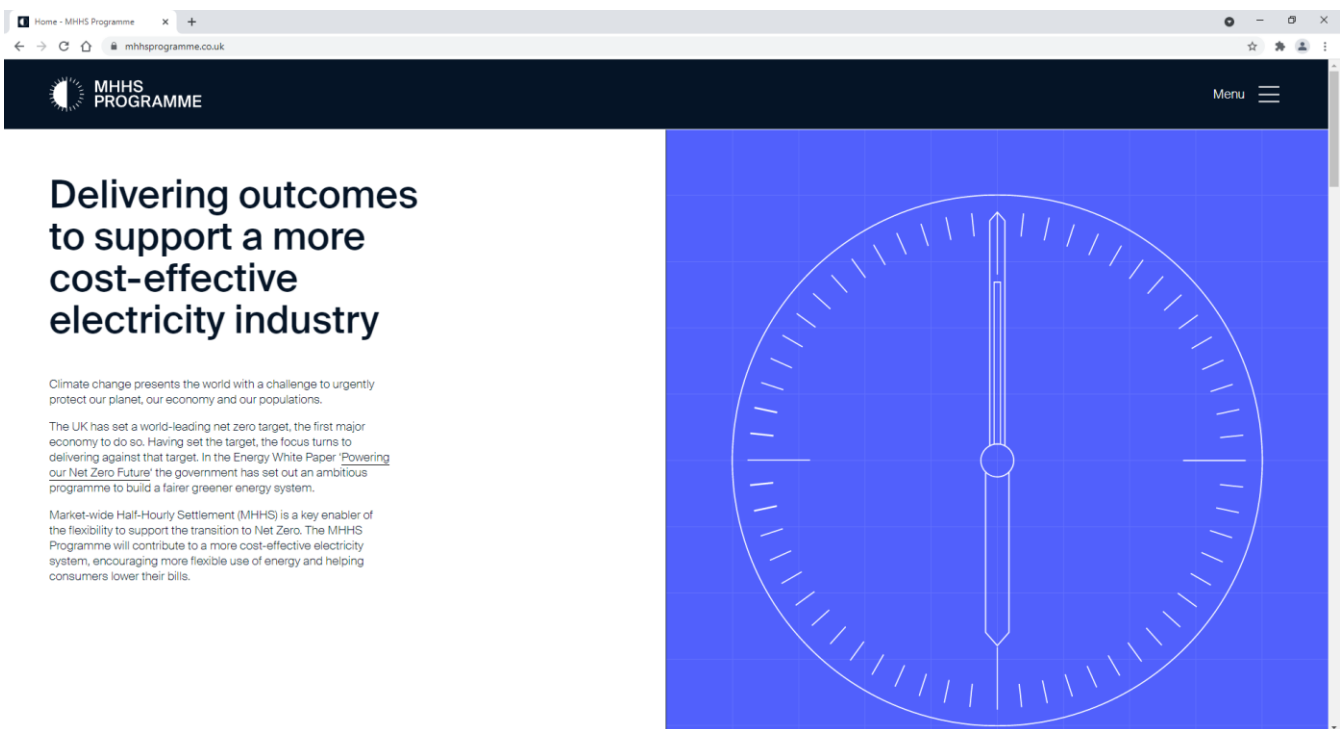 Home - MHHS Programme
mhhsprogramme.co.uk
MHHS
PROGRAMME
Menu
Delivering outcomes
to support a more
cost-effective
electricity industry
Climate change presents the world with a challenge to urgently
protect our planet, our economy and our populations.
The UK has set a world-leading net zero target, the first major
economy to do so. Having set the target, the focus turns to
delivering against that target. In the Energy White Paper ‘Powering
our Net Zero Future’ the government has set out an ambitious
programme to build a fairer greener energy system.
Market-wide Half-Hourly Settlement (MHHS) is a key enabler of
the flexibility to support the transition to Net Zero. The MHHS
Programme will contribute to a more cost-effective electricity
system, encouraging more flexible use of energy and helping
consumers lower their bills.